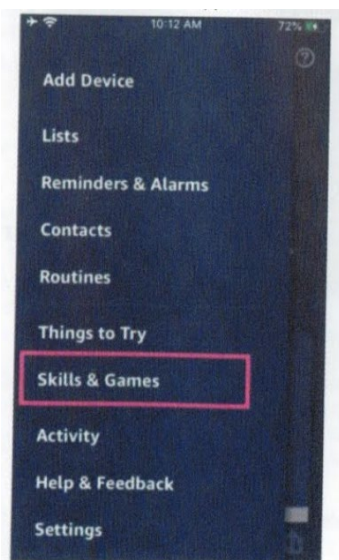 10:12 AM 72%
?
Add Device
Lists
Reminders & Alarms
Contacts
Routines
Things to Try
Skills & Games
Activity
Help & Feedback
Settings